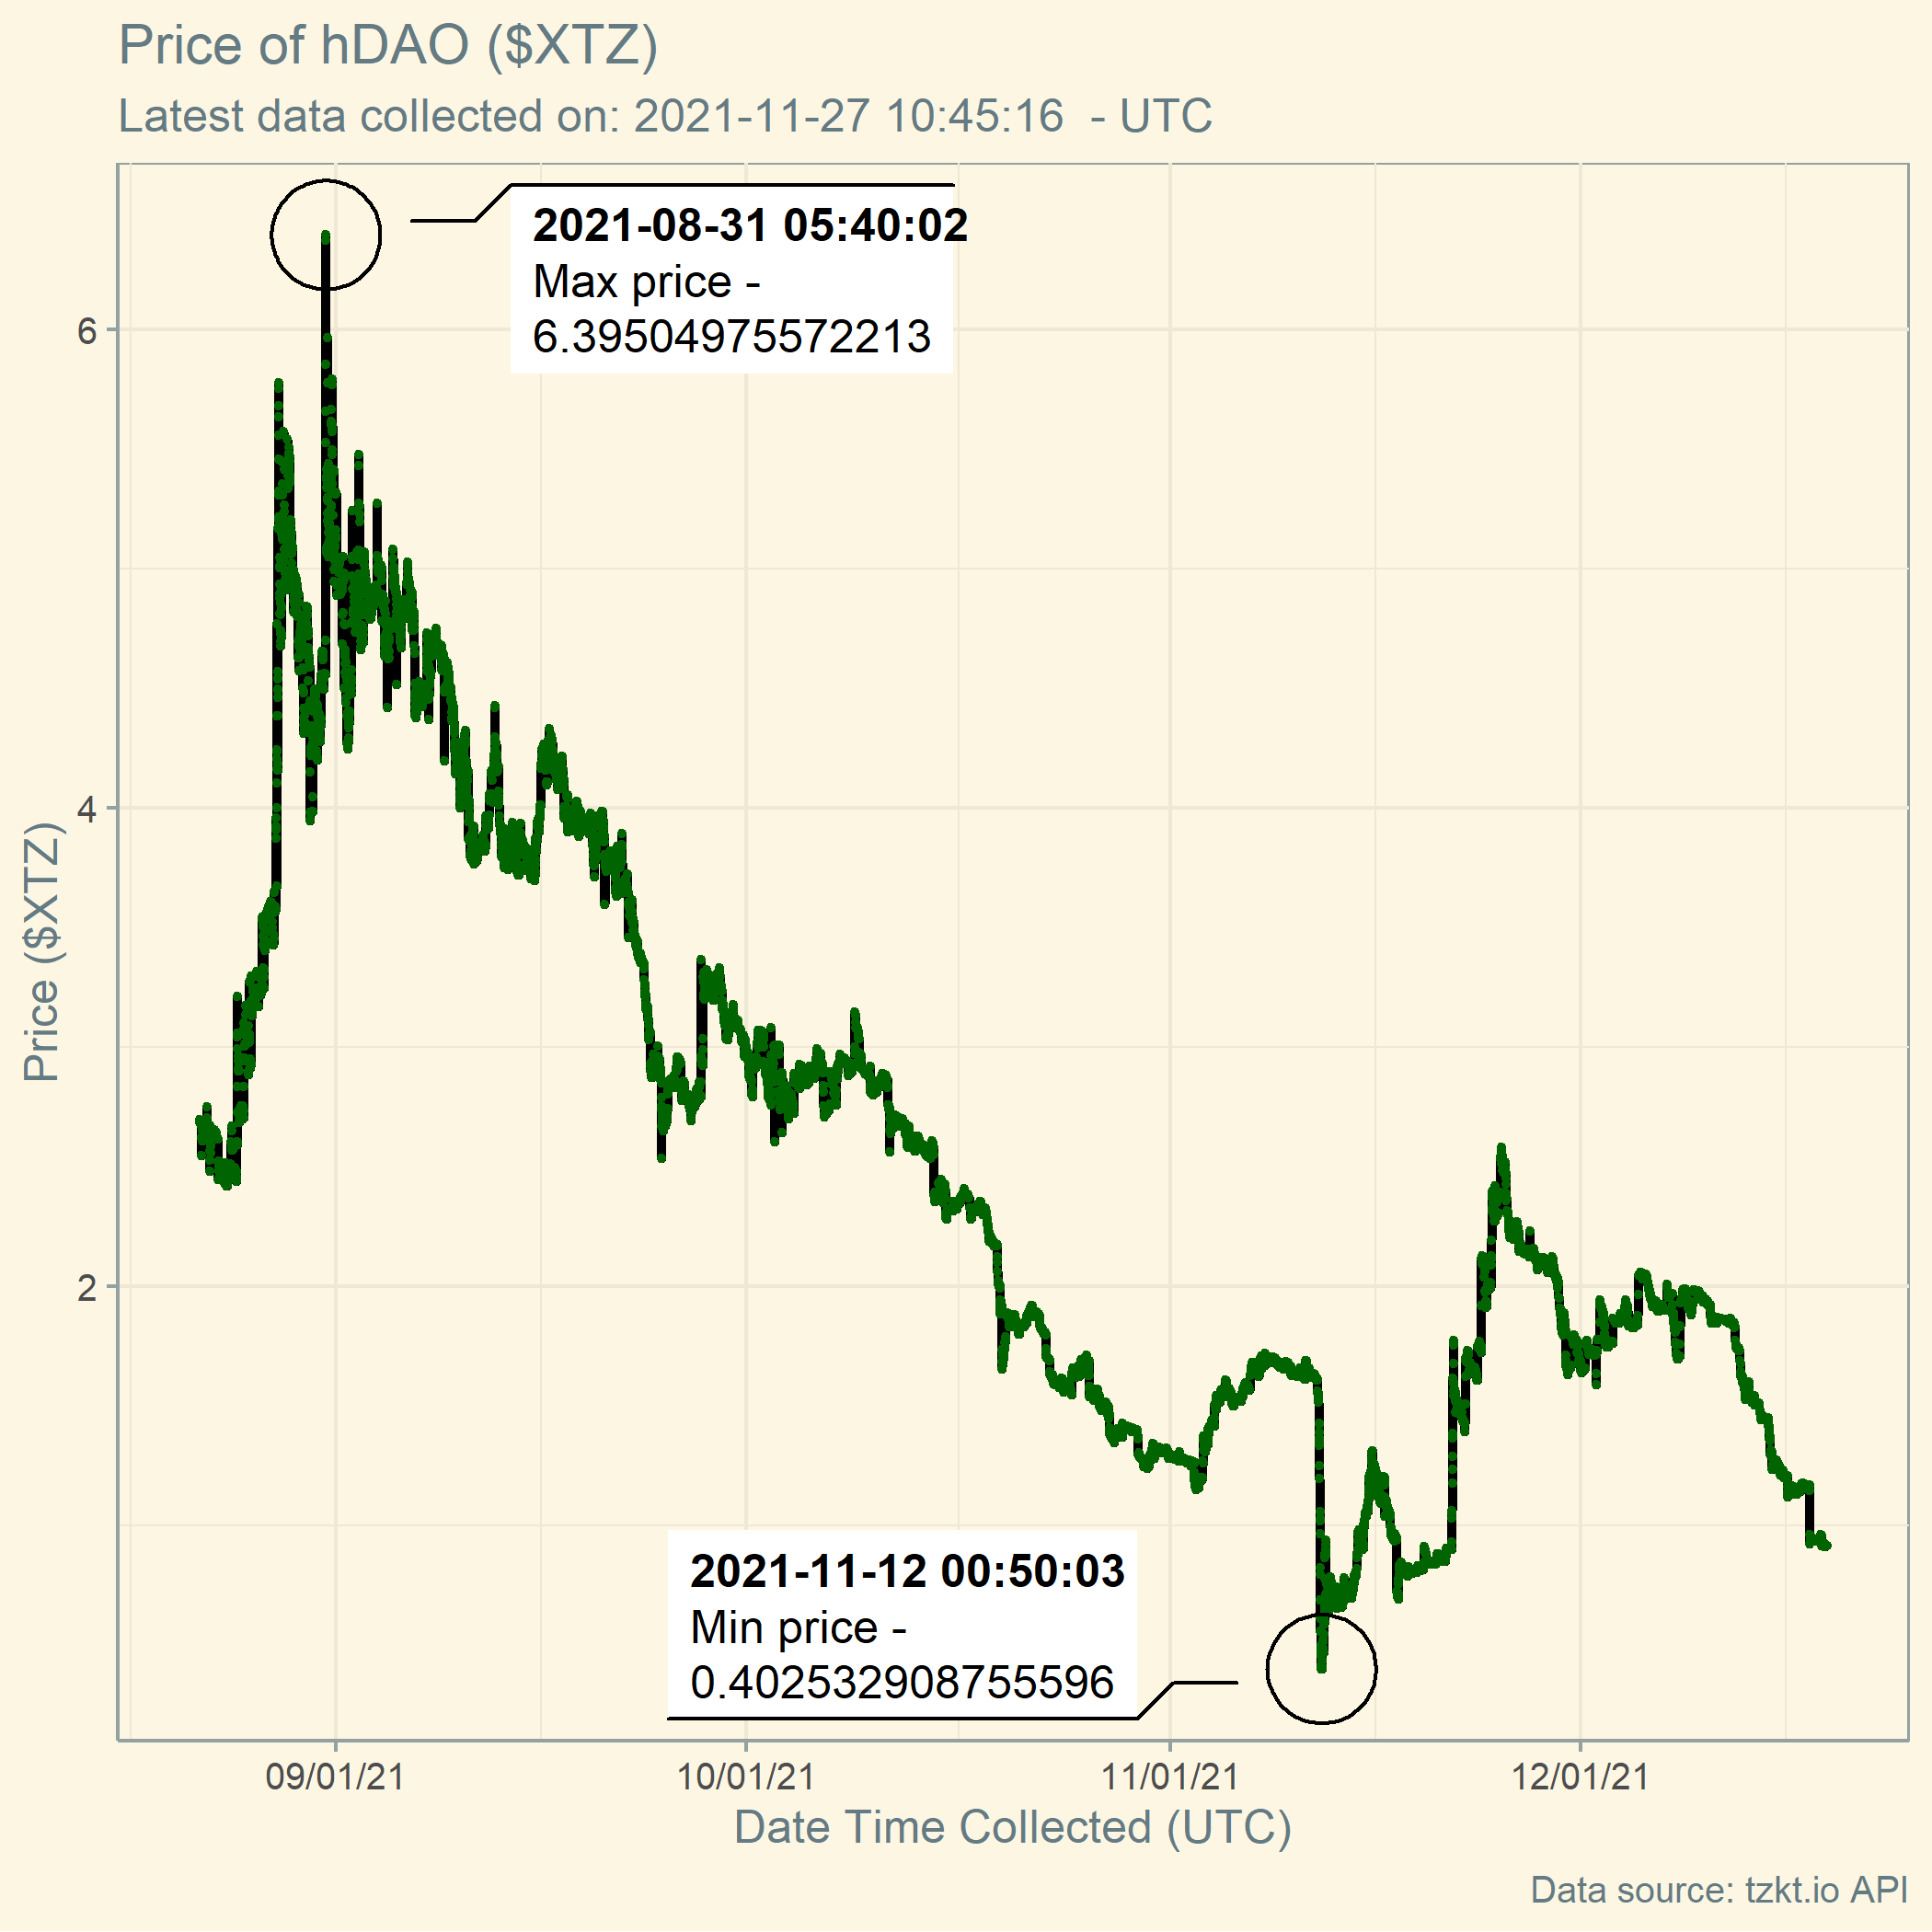 Price of hDAO ($XTZ)
Latest data collected on: 2021-11-27 10:45:16  - UTC
2021-08-31 05:40:02
Max price -
6.39504975572213
6
4
2
Price ($XTZ)
2021-11-12 00:50:03
Min price -
0.402532908755596
09/01/21
10/01/21
11/01/21
12/01/21
Date Time Collected (UTC)
Data source: tzkt.io API